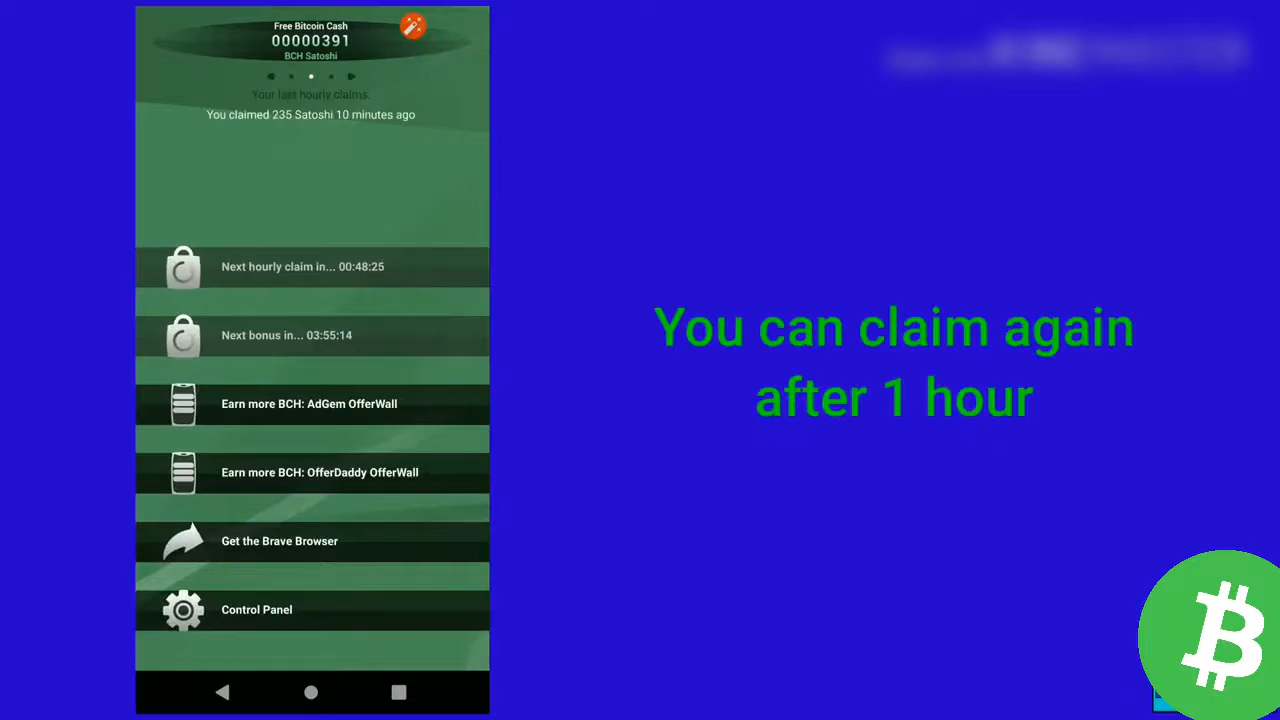 Free Bitcoin Cash
00000391
BCH Satoshi
Your last hourly claims.
You claimed 235 Satoshi 10 minutes ago
Next hourly claim in... 00:48:25
Next bonus in... 03:55:14
Earn more BCH: AdGem OfferWall
Earn more BCH: OfferDaddy OfferWall
Get the Brave Browser
Control Panel
You can claim again
after 1 hour